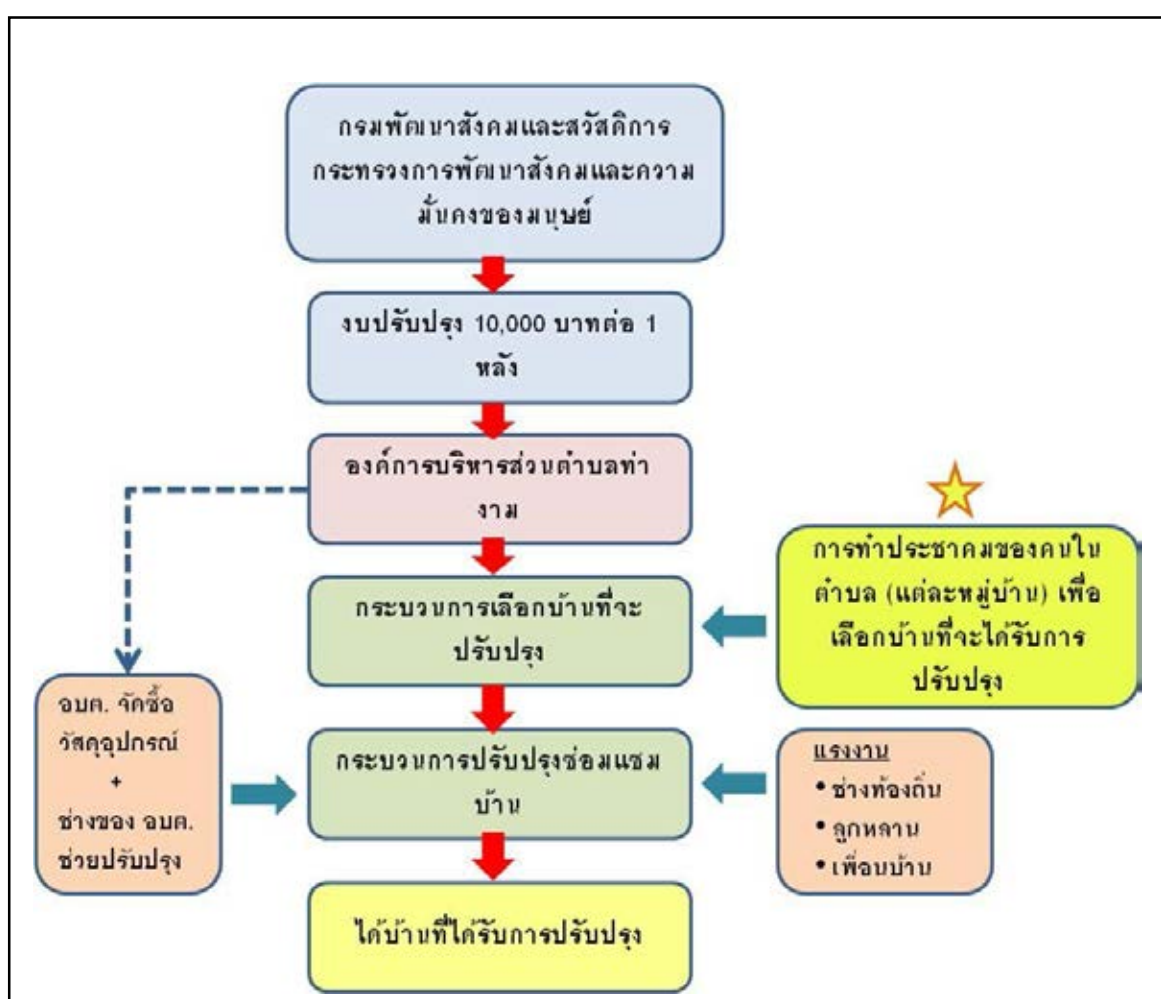 กรมพัฒนาสังคมและสวัสดิการ
กระทรวงการพัฒนาสังคมและความ
มั่นคงของมนุษย์
งบปรับปรุง 10,000 บาทต่อ 1
หลัง
องค์การบริหารส่วนตำบลท่า
งาม
การทำประชาคมของคนใน
ตำบล (แต่ละหมู่บ้าน) เพื่อ
เลือกบ้านที่จะได้รับการ
ปรับปรุง
กระบวนการเลือกบ้านที่จะ
ปรับปรุง
อบต. จัดซื้อ
วัสดุอุปกรณ์
+
ช่างของ อบต.
ช่วยปรับปรุง
กระบวนการปรับปรุงซ่อมแซม
บ้าน
แรงงาน
• ช่างท้องถิ่น
• ลูกหลาน
• เพื่อนบ้าน
ได้บ้านที่ได้รับการปรับปรุง